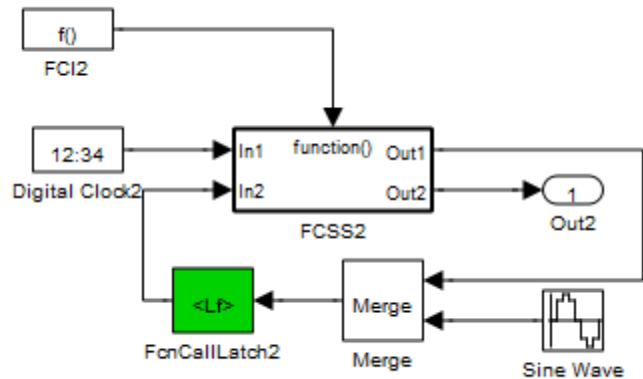 f()
FCI2
12:34
Digital Clock2
In1 function() Out1
In2 Out2
FCSS2
1
Out2
<Lf>
FcnCallLatch2
Merge
Merge
Sine Wave